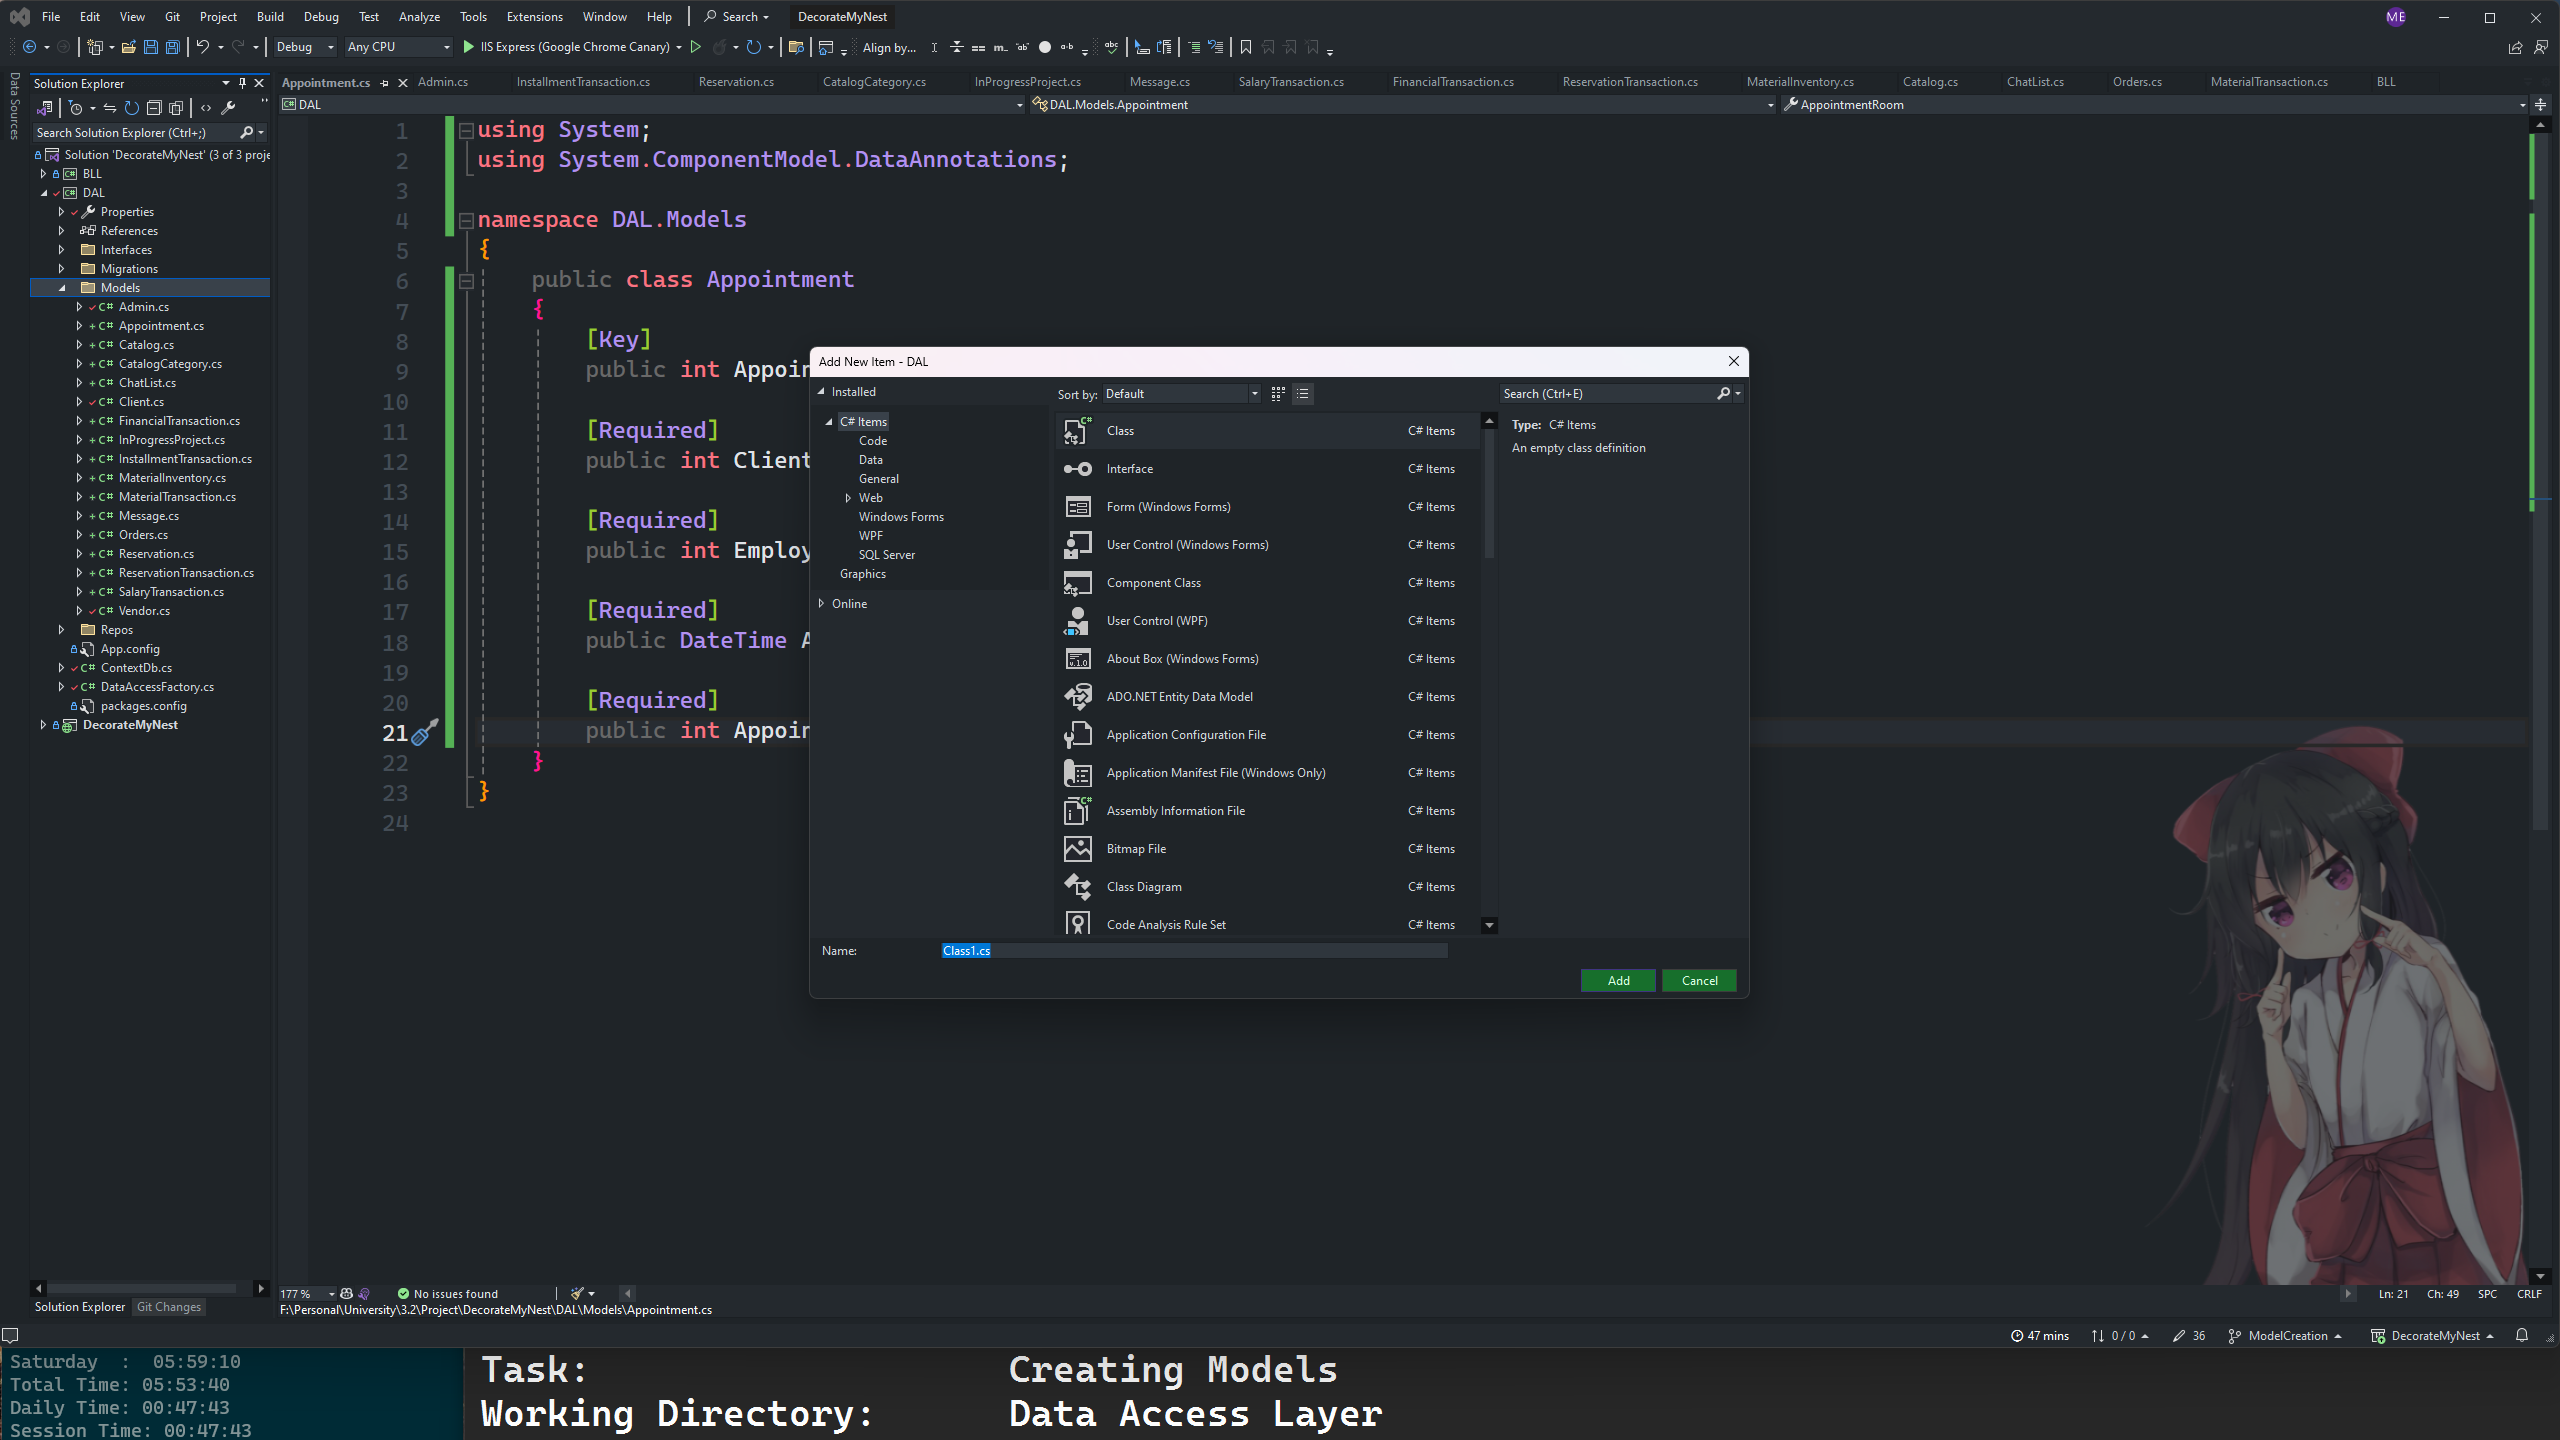 File Edit View Git Project Build Debug Test Analyze Tools Extensions Window Help Search DecorateMyNest ME
Debug Any CPU IIS Express (Google Chrome Canary) Align by...
Data Sources
Solution Explorer
Search Solution Explorer (Ctrl+;)
Solution 'DecorateMyNest' (3 of 3 proje
BLL
DAL
Properties
References
Interfaces
Migrations
Models
C# Admin.cs
C# Appointment.cs
C# Catalog.cs
C# CatalogCategory.cs
C# ChatList.cs
C# Client.cs
C# FinancialTransaction.cs
C# InProgressProject.cs
C# InstallmentTransaction.cs
C# MaterialInventory.cs
C# MaterialTransaction.cs
C# Message.cs
C# Orders.cs
C# Reservation.cs
C# ReservationTransaction.cs
C# SalaryTransaction.cs
C# Vendor.cs
Repos
App.config
C# ContextDb.cs
C# DataAccessFactory.cs
packages.config
DecorateMyNest
Solution Explorer Git Changes
Appointment.cs Admin.cs InstallmentTransaction.cs Reservation.cs CatalogCategory.cs InProgressProject.cs Message.cs SalaryTransaction.cs FinancialTransaction.cs ReservationTransaction.cs MaterialInventory.cs Catalog.cs ChatList.cs Orders.cs MaterialTransaction.cs BLL
DAL DAL.Models.Appointment AppointmentRoom
1 using System;
2 using System.ComponentModel.DataAnnotations;
3
4 namespace DAL.Models
5 {
6 public class Appointment
7 {
8 [Key]
9 public int Appoin
10
11 [Required]
12 public int Client
13
14 [Required]
15 public int Employ
16
17 [Required]
18 public DateTime A
19
20 [Required]
21 public int Appoin
22 }
23 }
24
Add New Item - DAL
Installed
C# Items
Code
Data
General
Web
Windows Forms
WPF
SQL Server
Graphics
Online
Sort by: Default
Class C# Items
Interface C# Items
Form (Windows Forms) C# Items
User Control (Windows Forms) C# Items
Component Class C# Items
User Control (WPF) C# Items
About Box (Windows Forms) C# Items
ADO.NET Entity Data Model C# Items
Application Configuration File C# Items
Application Manifest File (Windows Only) C# Items
Assembly Information File C# Items
Bitmap File C# Items
Class Diagram C# Items
Code Analysis Rule Set C# Items
Search (Ctrl+E)
Type: C# Items
An empty class definition
Name: Class1.cs
Add Cancel
177 % No issues found Ln: 21 Ch: 49 SPC CRLF
F:\Personal\University\3.2\Project\DecorateMyNest\DAL\Models\Appointment.cs
47 mins 0 / 0 36 ModelCreation DecorateMyNest
Saturday : 05:59:10
Total Time: 05:53:40
Daily Time: 00:47:43
Session Time: 00:47:43
Task: Creating Models
Working Directory: Data Access Layer